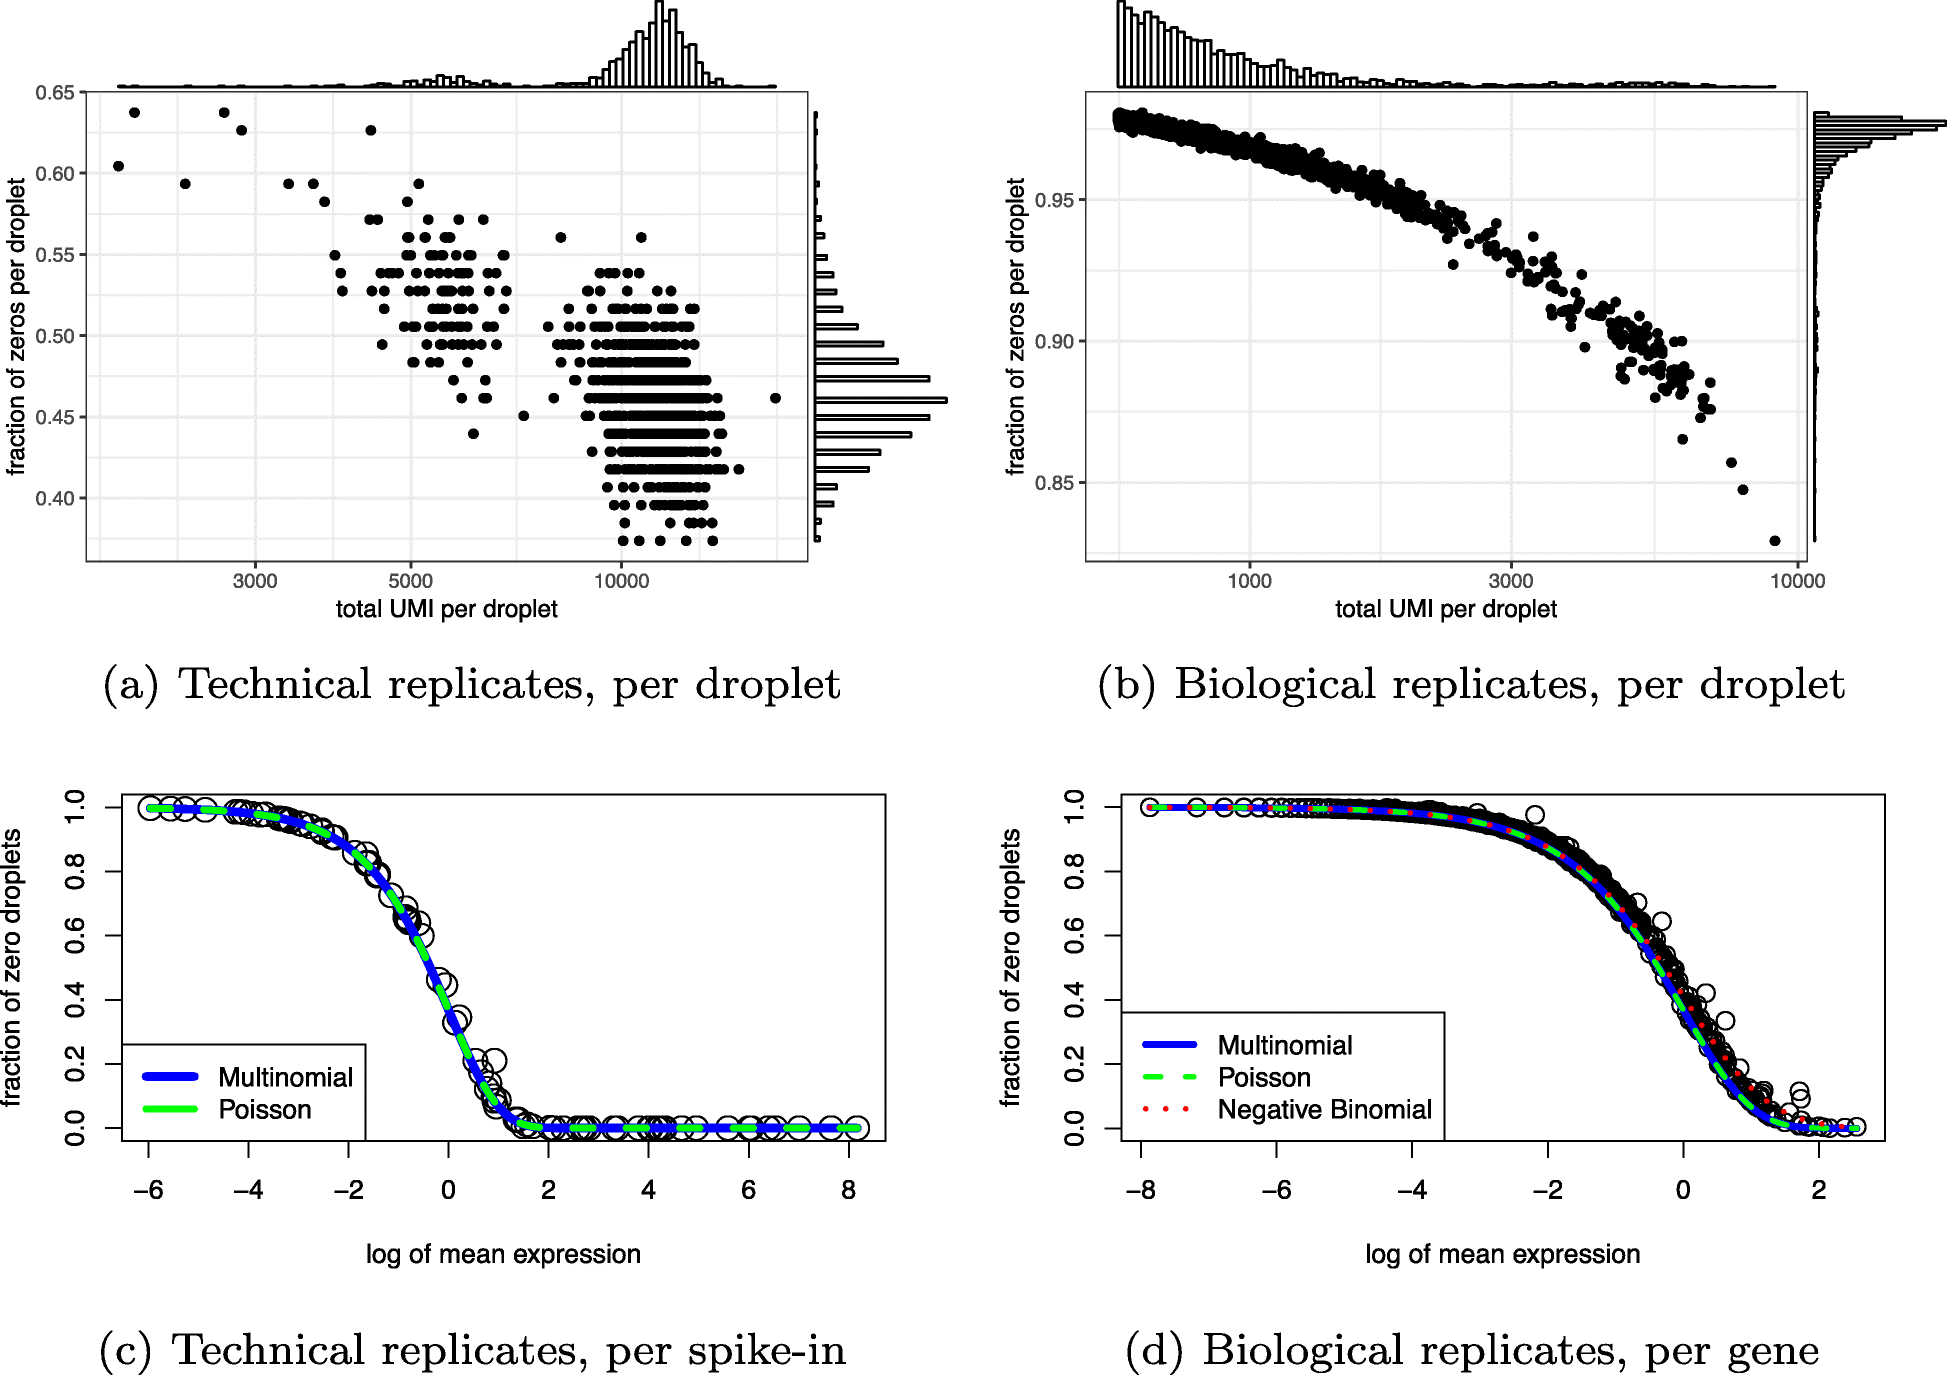 0.65
0.60
0.55
0.50
0.45
0.40
fraction of zeros per droplet
3000 5000 10000
total UMI per droplet
(a) Technical replicates, per droplet
0.95
0.90
0.85
fraction of zeros per droplet
1000 3000 10000
total UMI per droplet
(b) Biological replicates, per droplet
1.0
0.8
0.6
0.4
0.2
0.0
fraction of zero droplets
Multinomial
Poisson
−6 −4 −2 0 2 4 6 8
log of mean expression
(c) Technical replicates, per spike-in
1.0
0.8
0.6
0.4
0.2
0.0
fraction of zero droplets
Multinomial
Poisson
Negative Binomial
−8 −6 −4 −2 0 2
log of mean expression
(d) Biological replicates, per gene